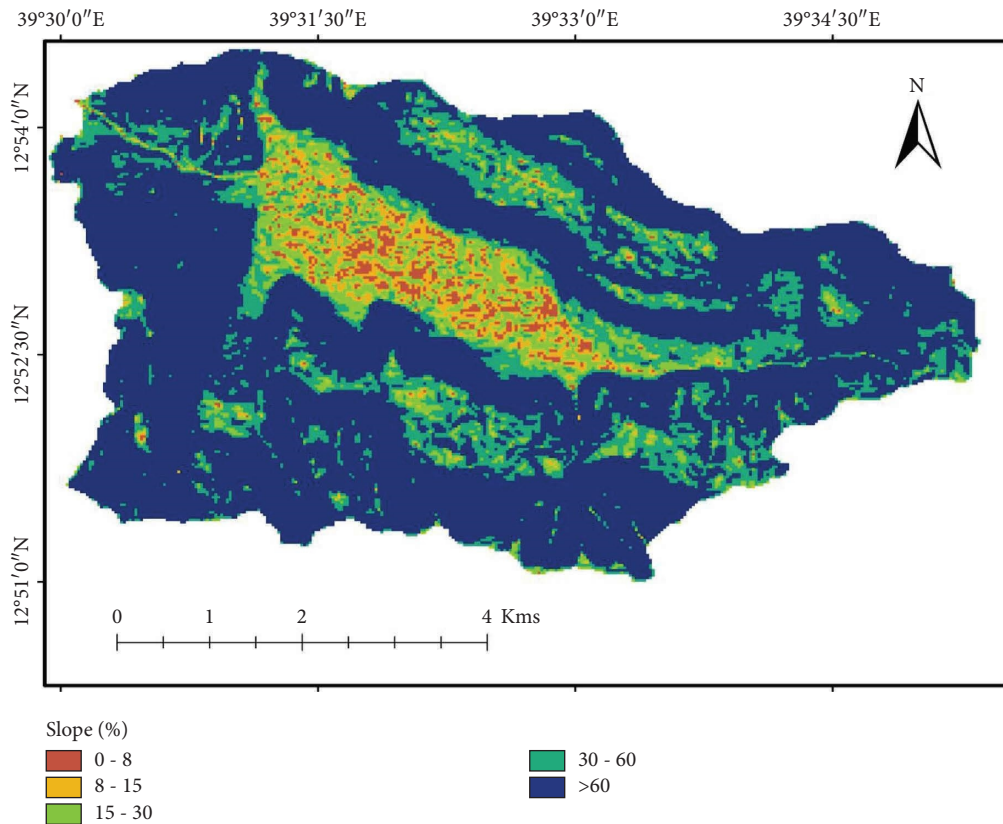 39°30′0″E 39°31′30″E 39°33′0″E 39°34′30″E
N
12°54′0″N
12°52′30″N
12°51′0″N
0 1 2 4 Kms
Slope (%)
0 - 8
8 - 15
15 - 30
30 - 60
>60